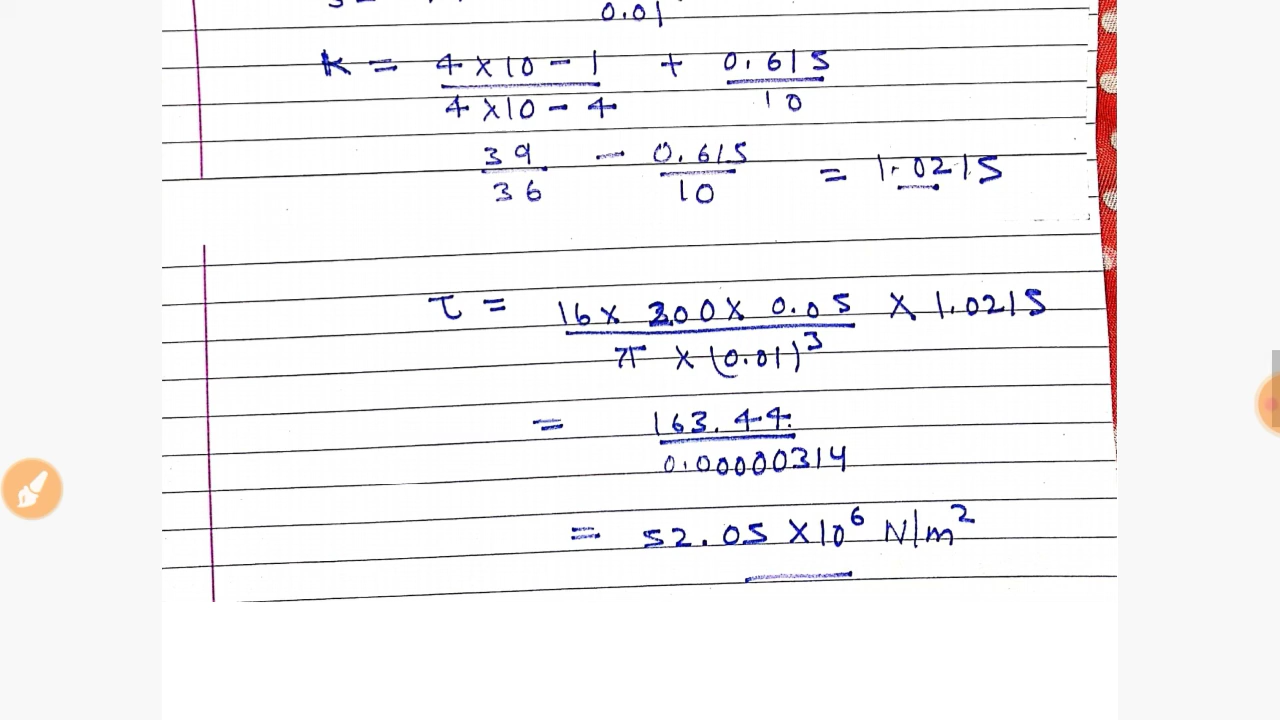 0.01
K = 4 × 10 - 1 / 4 × 10 - 4 + 0.615 / 10
39 / 36 - 0.615 / 10 = 1.0215
τ = 16 × 200 × 0.05 / π × (0.01)³ × 1.0215
= 163.44 / 0.00000314
= 52.05 × 10⁶ N/m²